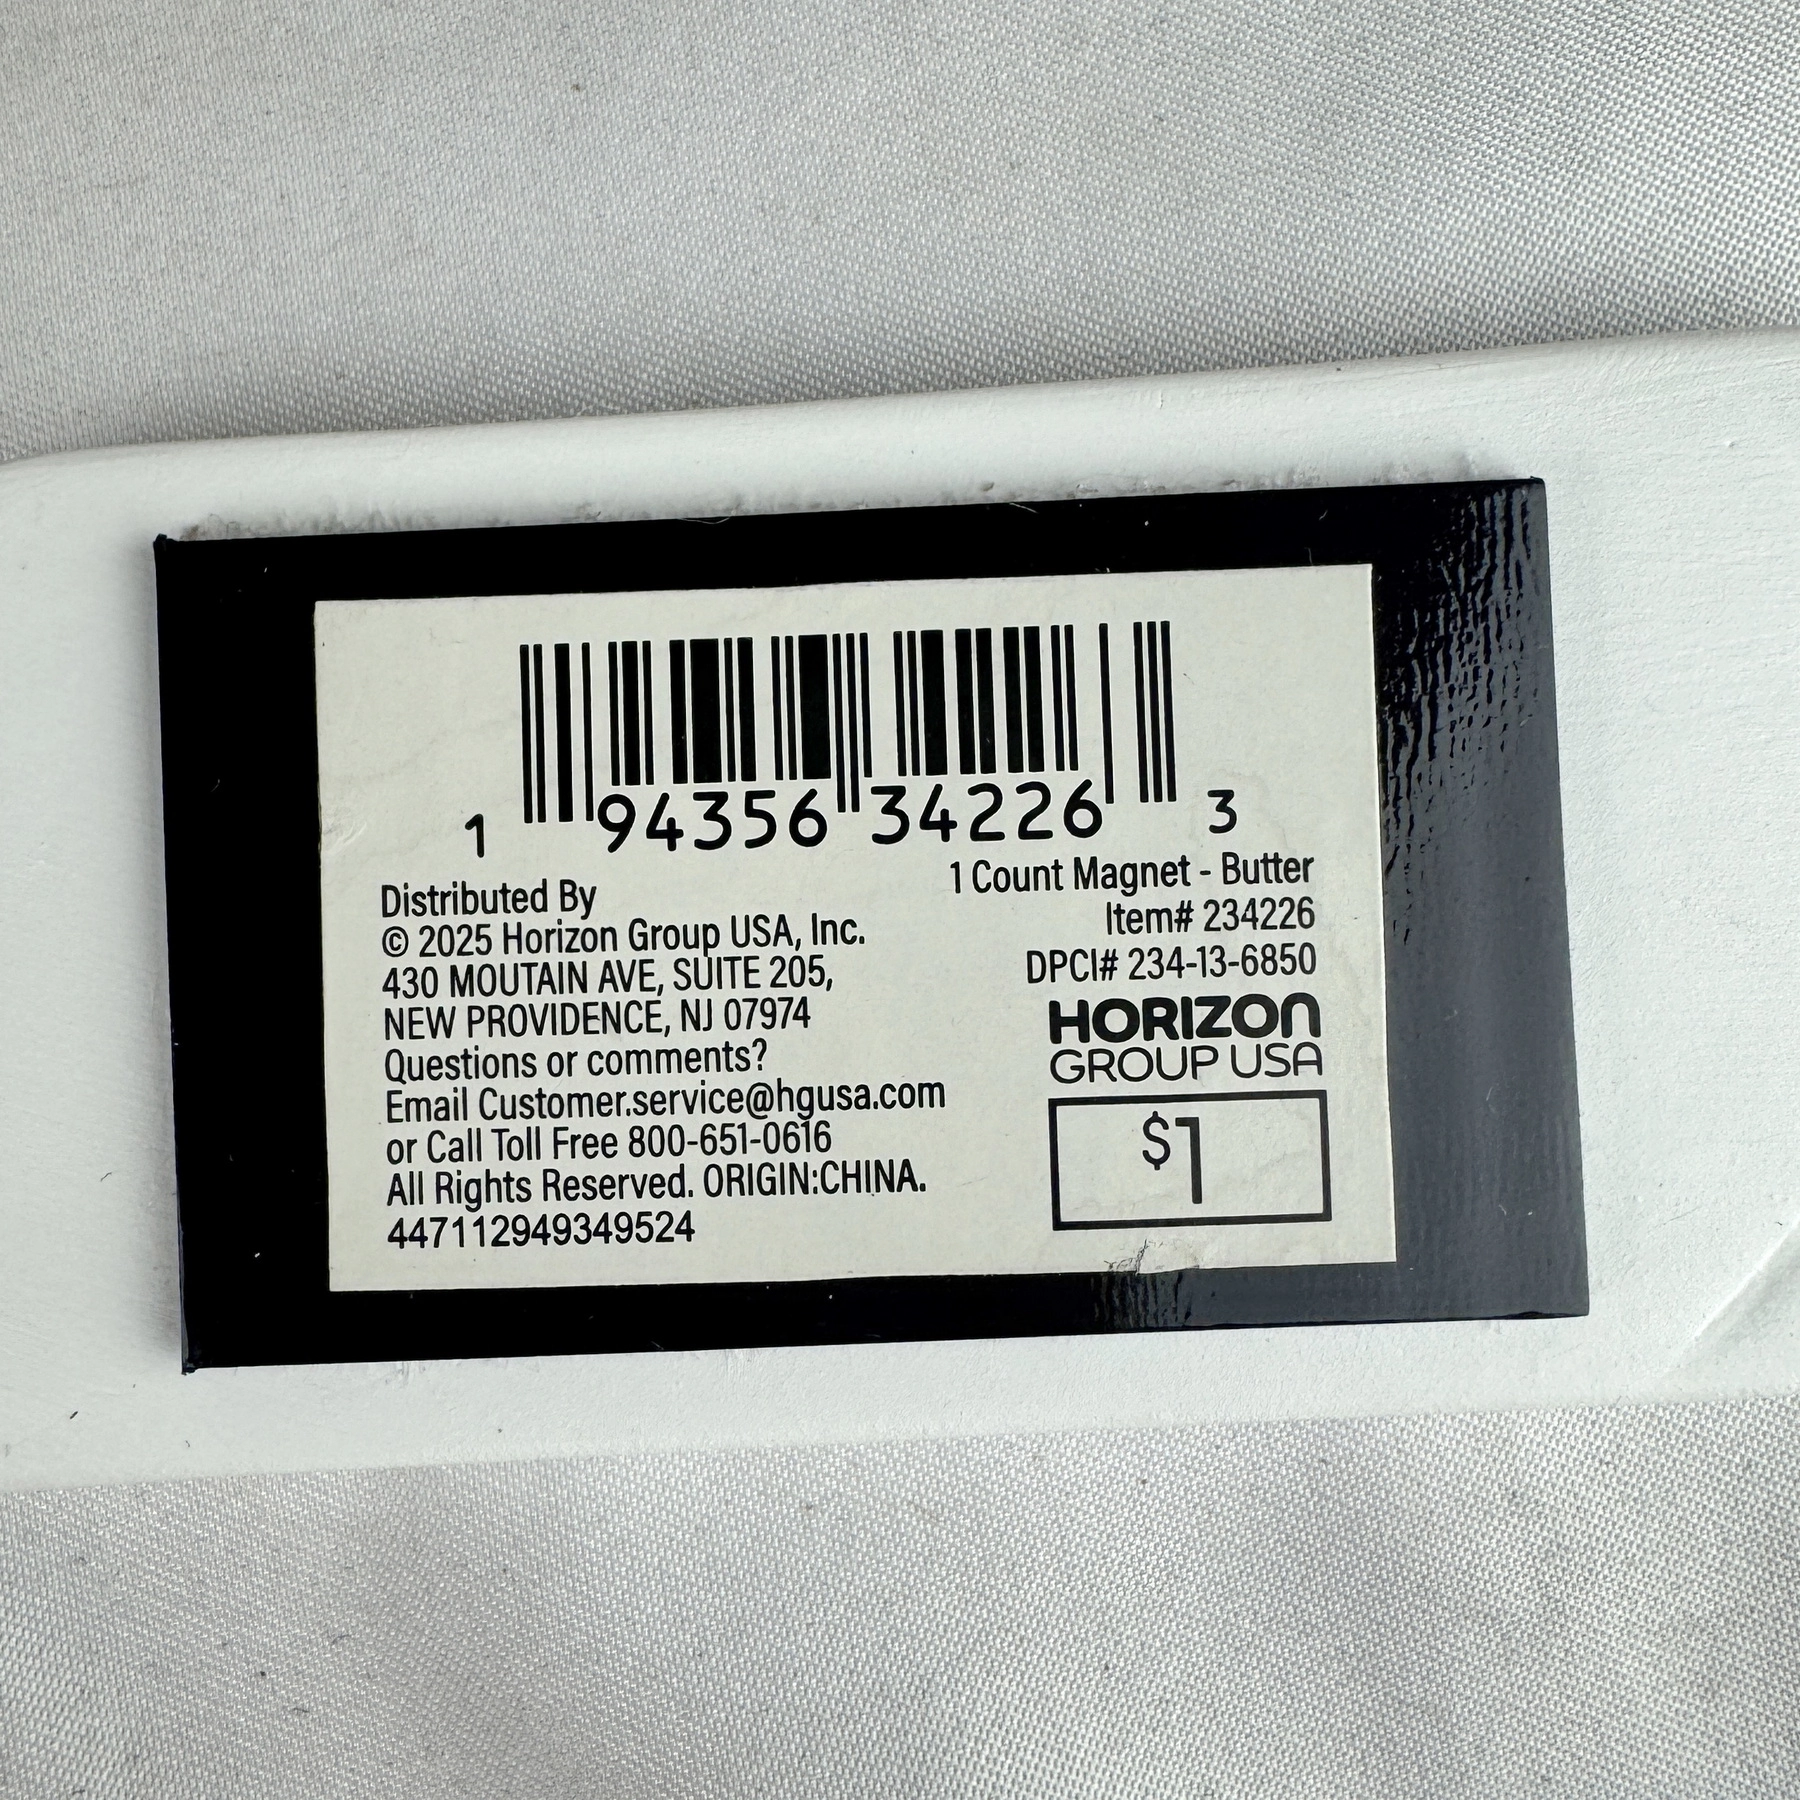 1 94356 34226 3
Distributed By
© 2025 Horizon Group USA, Inc.
430 MOUTAIN AVE, SUITE 205,
NEW PROVIDENCE, NJ 07974
Questions or comments?
Email Customer.service@hgusa.com
or Call Toll Free 800-651-0616
All Rights Reserved. ORIGIN:CHINA.
447112949349524
1 Count Magnet - Butter
Item# 234226
DPCI# 234-13-6850
HORIZON
GROUP USA
$1